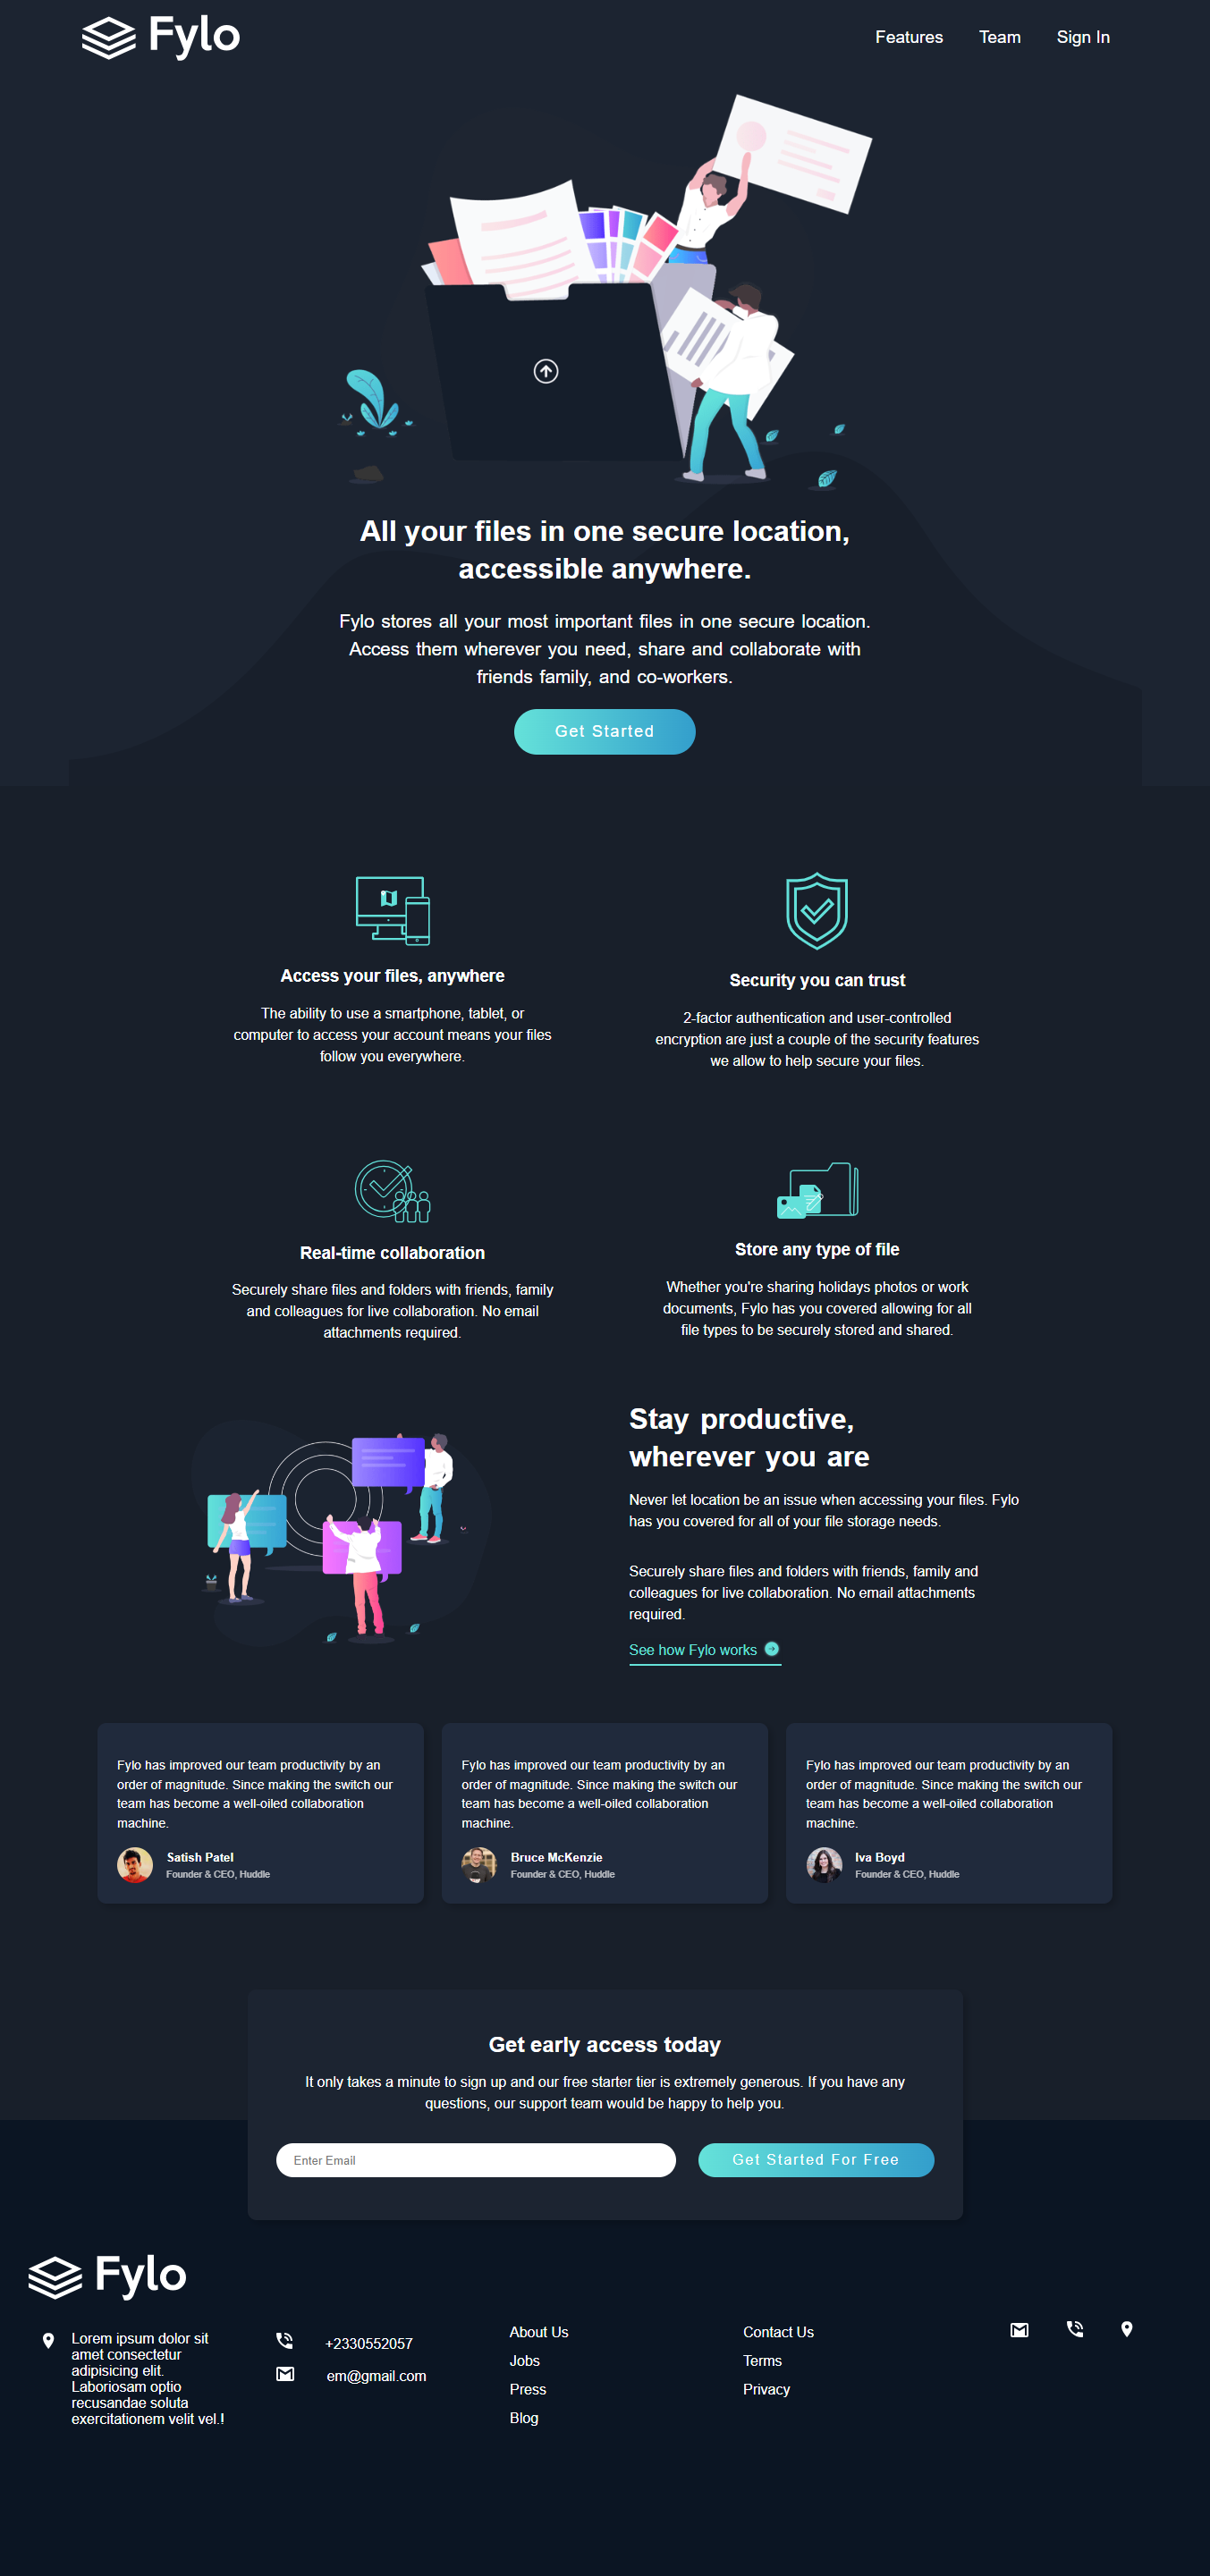 Fylo
Features Team Sign In
All your files in one secure location,
accessible anywhere.
Fylo stores all your most important files in one secure location.
Access them wherever you need, share and collaborate with
friends family, and co-workers.
Get Started
Access your files, anywhere
The ability to use a smartphone, tablet, or
computer to access your account means your files
follow you everywhere.
Security you can trust
2-factor authentication and user-controlled
encryption are just a couple of the security features
we allow to help secure your files.
Real-time collaboration
Securely share files and folders with friends, family
and colleagues for live collaboration. No email
attachments required.
Store any type of file
Whether you're sharing holidays photos or work
documents, Fylo has you covered allowing for all
file types to be securely stored and shared.
Stay productive,
wherever you are
Never let location be an issue when accessing your files. Fylo
has you covered for all of your file storage needs.
Securely share files and folders with friends, family and
colleagues for live collaboration. No email attachments
required.
See how Fylo works
Fylo has improved our team productivity by an
order of magnitude. Since making the switch our
team has become a well-oiled collaboration
machine.
Satish Patel
Founder & CEO, Huddle
Fylo has improved our team productivity by an
order of magnitude. Since making the switch our
team has become a well-oiled collaboration
machine.
Bruce McKenzie
Founder & CEO, Huddle
Fylo has improved our team productivity by an
order of magnitude. Since making the switch our
team has become a well-oiled collaboration
machine.
Iva Boyd
Founder & CEO, Huddle
Get early access today
It only takes a minute to sign up and our free starter tier is extremely generous. If you have any
questions, our support team would be happy to help you.
Enter Email
Get Started For Free
Fylo
Lorem ipsum dolor sit
amet consectetur
adipisicing elit.
Laboriosam optio
recusandae soluta
exercitationem velit vel.!
+2330552057
em@gmail.com
About Us
Jobs
Press
Blog
Contact Us
Terms
Privacy